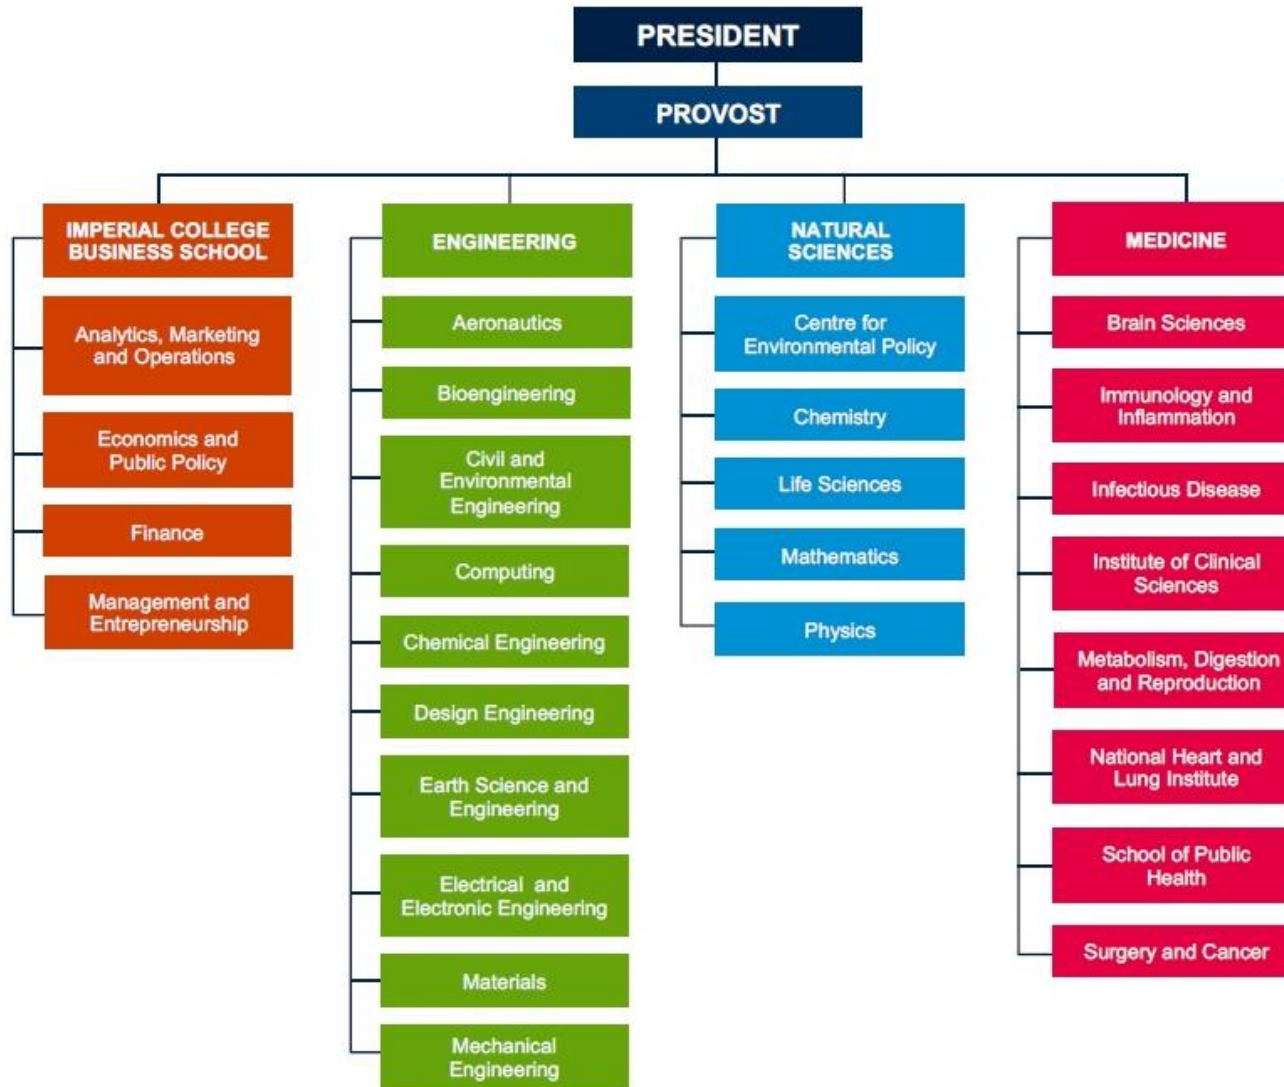 PRESIDENT
PROVOST
IMPERIAL COLLEGE
BUSINESS SCHOOL
Analytics, Marketing
and Operations
Economics and
Public Policy
Finance
Management and
Entrepreneurship
ENGINEERING
Aeronautics
Bioengineering
Civil and
Environmental
Engineering
Computing
Chemical Engineering
Design Engineering
Earth Science and
Engineering
Electrical and
Electronic Engineering
Materials
Mechanical
Engineering
NATURAL
SCIENCES
Centre for
Environmental Policy
Chemistry
Life Sciences
Mathematics
Physics
MEDICINE
Brain Sciences
Immunology and
Inflammation
Infectious Disease
Institute of Clinical
Sciences
Metabolism, Digestion
and Reproduction
National Heart and
Lung Institute
School of Public
Health
Surgery and Cancer